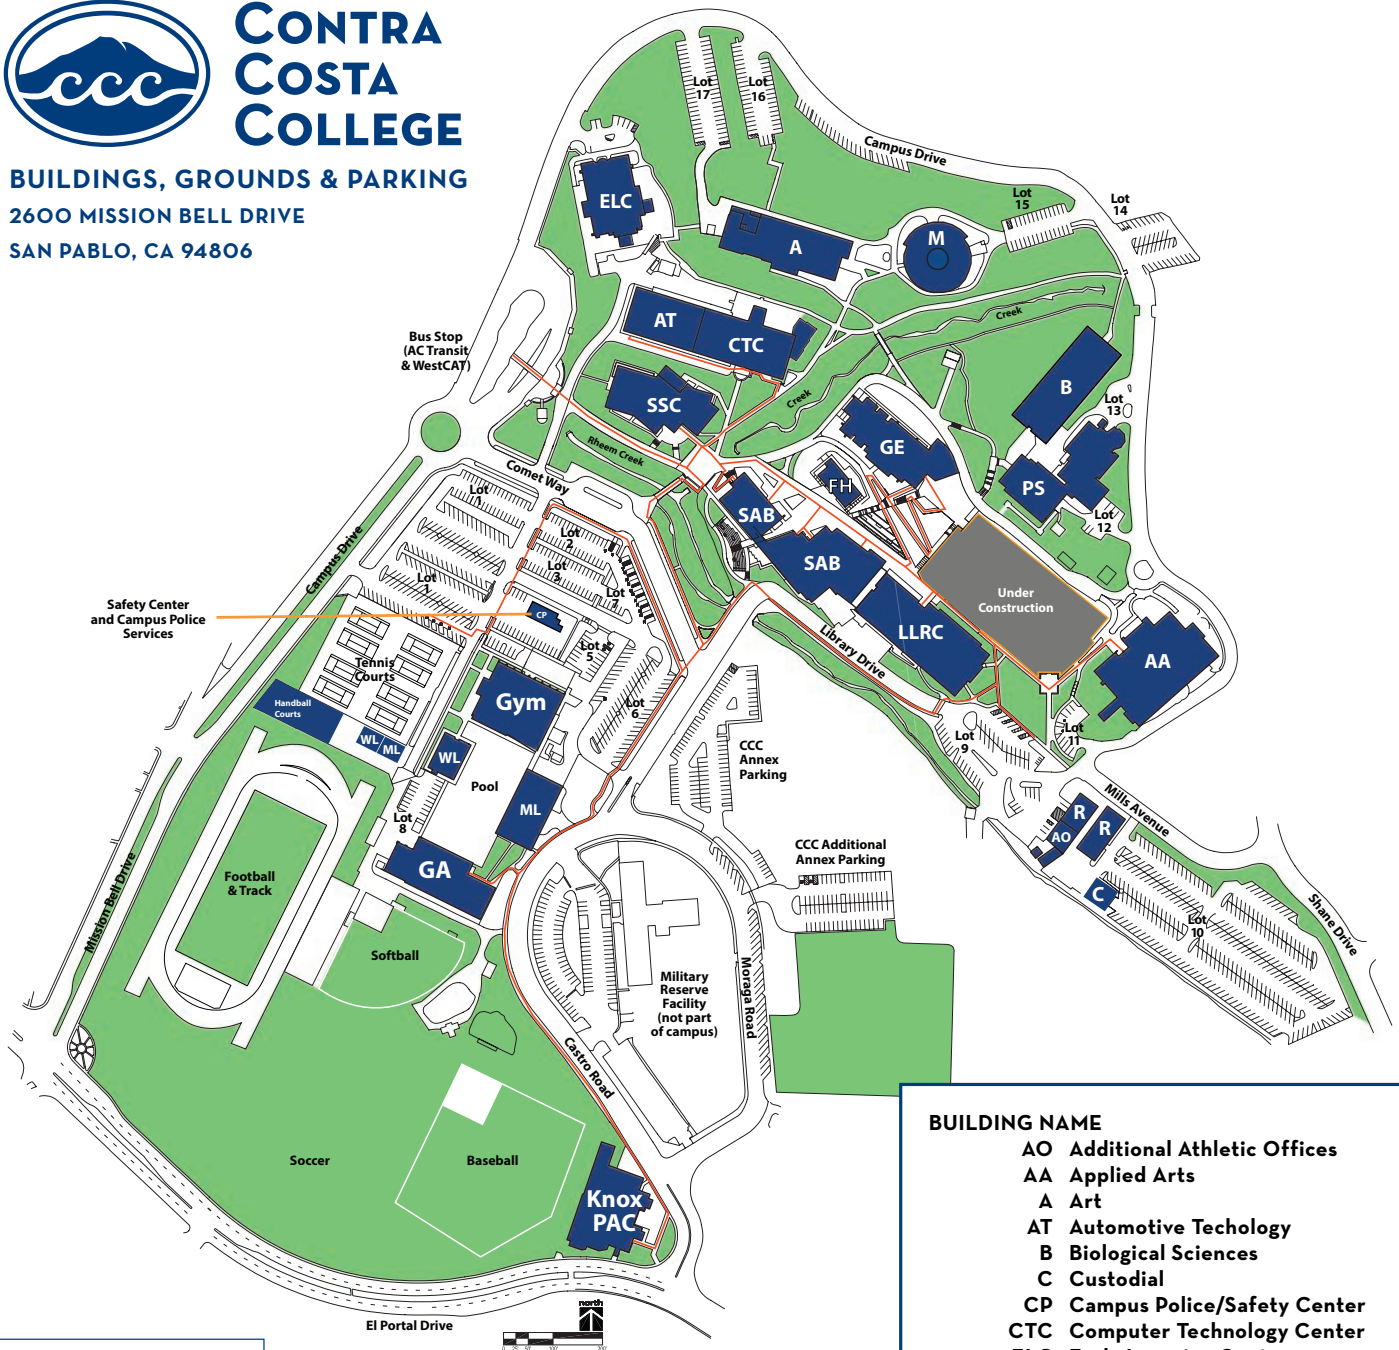 CCC
CONTRA
COSTA
COLLEGE
BUILDINGS, GROUNDS & PARKING
2600 MISSION BELL DRIVE
SAN PABLO, CA 94806
Lot
17
Lot
16
Campus Drive
ELC
Lot
15
Lot
14
A
M
Creek
AT
CTC
Bus Stop
(AC Transit
& WestCAT)
B
SSC
Creek
Lot
13
GE
Rheem Creek
Comet Way
FH
PS
Lot
1
SAB
Lot
12
Lot
2
Campus Drive
SAB
Lot
3
Lot
1
Lot
7
Under
Construction
Safety Center
and Campus Police
Services
CP
LLRC
Library Drive
Lot
5
AA
Tennis
Courts
Gym
Handball
Courts
Lot
6
WL
ML
WL
Lot
9
Lot
11
CCC
Annex
Parking
Pool
Mills Avenue
ML
R
R
AO
Lot
8
CCC Additional
Annex Parking
GA
Football
& Track
C
Mission Bell Drive
Lot
10
Shane Drive
Softball
Military
Reserve
Facility
(not part
of campus)
Moraga Road
Castro Road
Soccer
Baseball
Knox
PAC
north
El Portal Drive
0 25' 50' 100' 200'
BUILDING NAME
AO Additional Athletic Offices
AA Applied Arts
A Art
AT Automotive Techology
B Biological Sciences
C Custodial
CP Campus Police/Safety Center
CTC Computer Technology Center